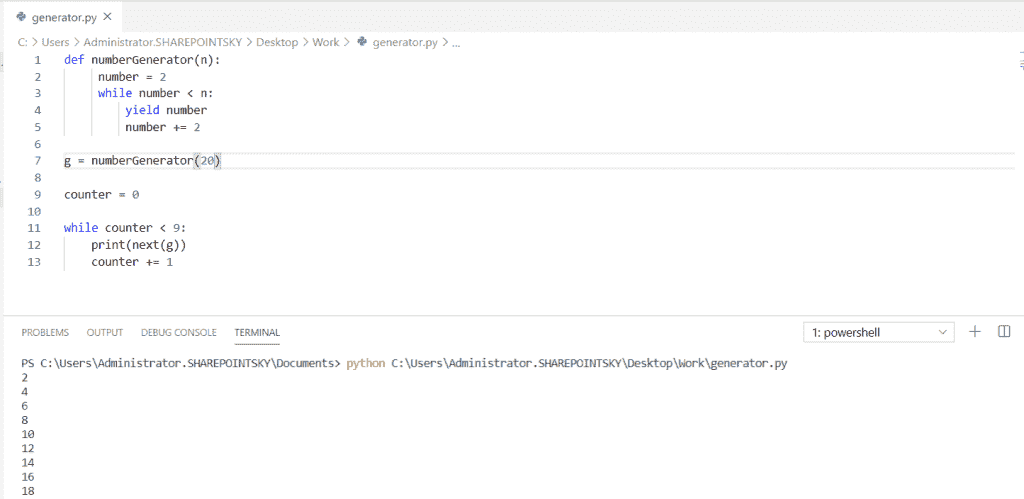 generator.py ×
C: > Users > Administrator.SHAREPOINTSKY > Desktop > Work > generator.py > ...
1 def numberGenerator(n):
2 number = 2
3 while number < n:
4 yield number
5 number += 2
6
7 g = numberGenerator(20)
8
9 counter = 0
10
11 while counter < 9:
12 print(next(g))
13 counter += 1
PROBLEMS OUTPUT DEBUG CONSOLE TERMINAL 1: powershell
PS C:\Users\Administrator.SHAREPOINTSKY\Documents> python C:\Users\Administrator.SHAREPOINTSKY\Desktop\Work\generator.py
2
4
6
8
10
12
14
16
18